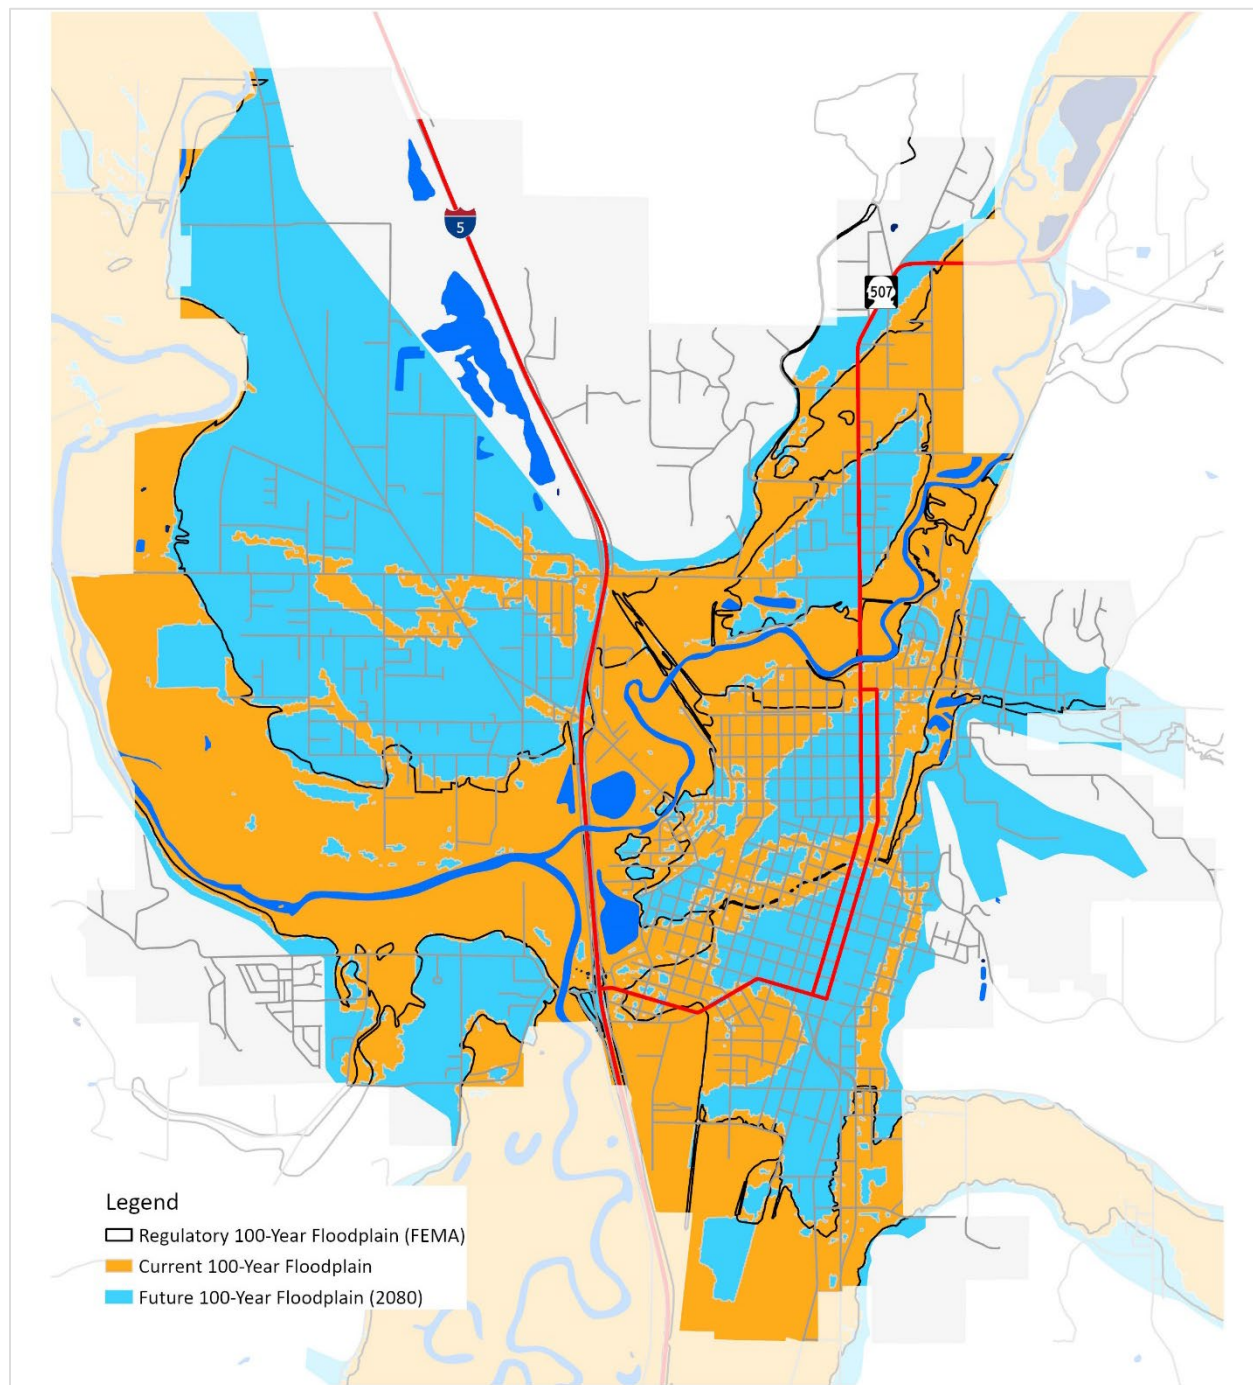 5
507
Legend
Regulatory 100-Year Floodplain (FEMA)
Current 100-Year Floodplain
Future 100-Year Floodplain (2080)